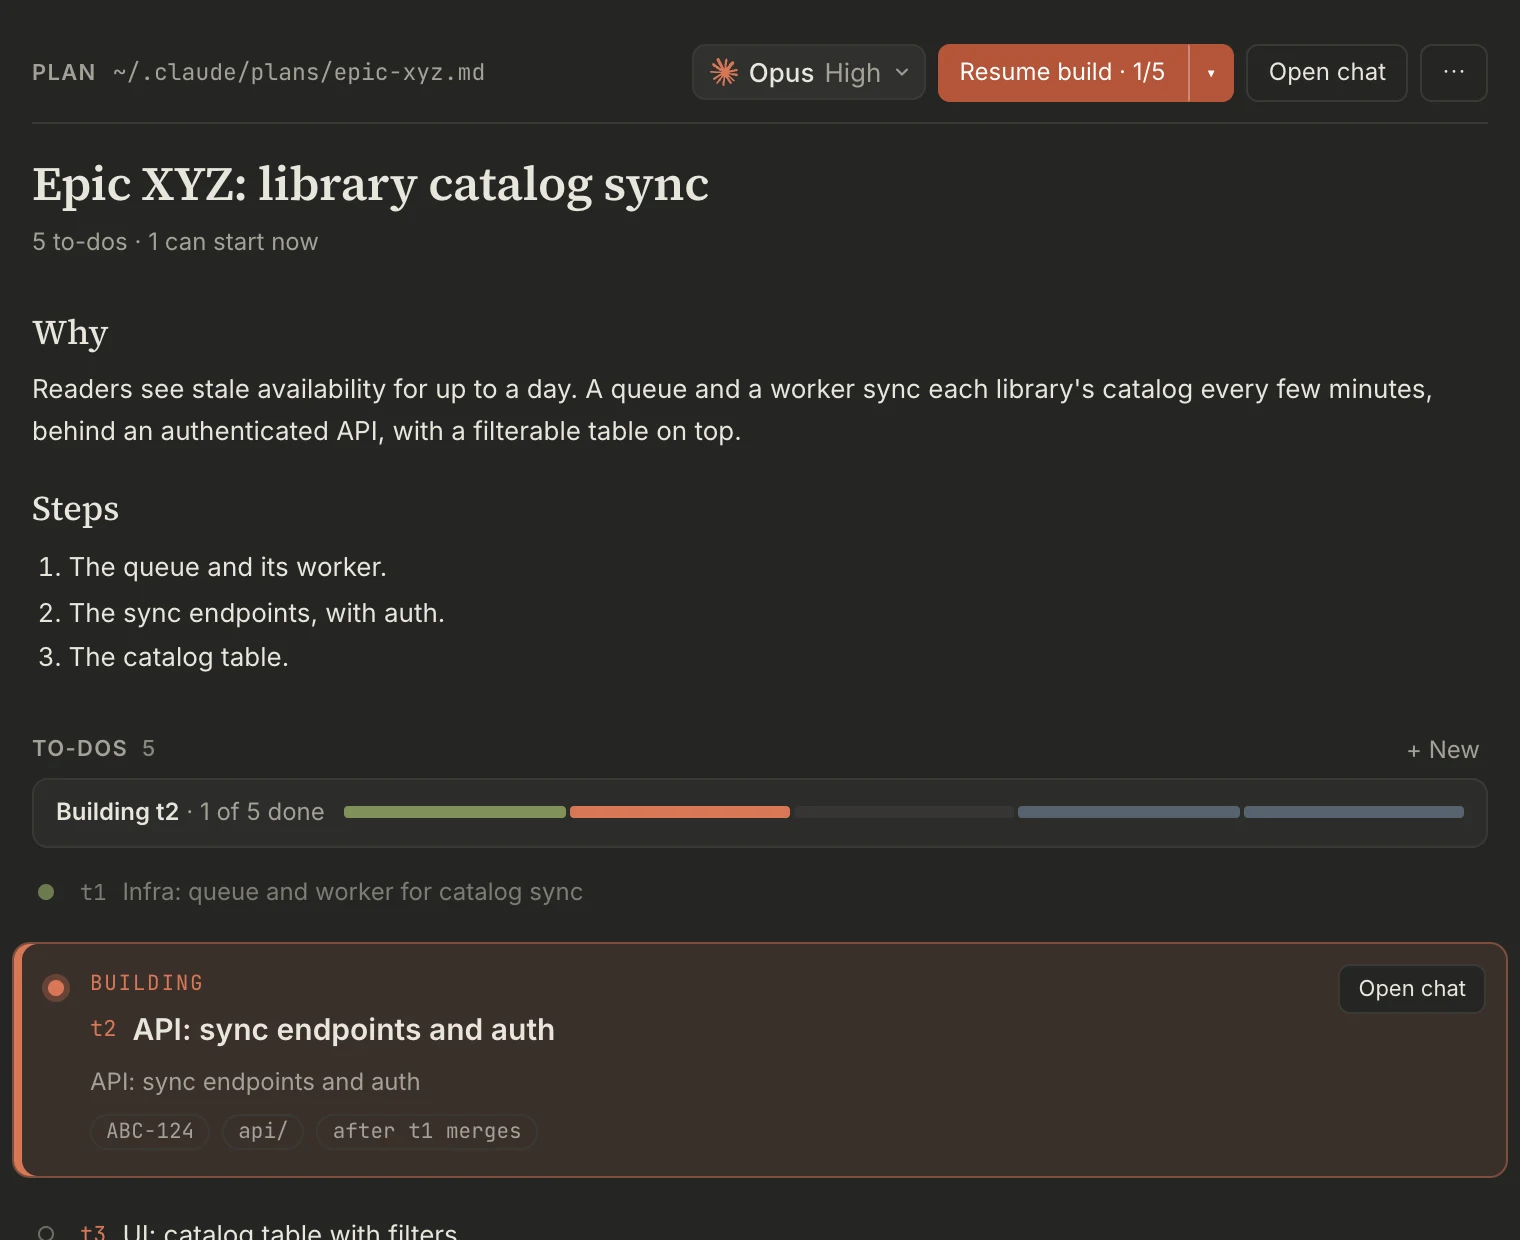 PLAN ~/.claude/plans/epic-xyz.md
Opus High
Resume build · 1/5
Open chat
···
Epic XYZ: library catalog sync
5 to-dos · 1 can start now
Why
Readers see stale availability for up to a day. A queue and a worker sync each library's catalog every few minutes,
behind an authenticated API, with a filterable table on top.
Steps
1. The queue and its worker.
2. The sync endpoints, with auth.
3. The catalog table.
TO-DOS 5
+ New
Building t2 · 1 of 5 done
t1 Infra: queue and worker for catalog sync
BUILDING
Open chat
t2 API: sync endpoints and auth
API: sync endpoints and auth
ABC-124 api/ after t1 merges
t3 UI: catalog table with filters